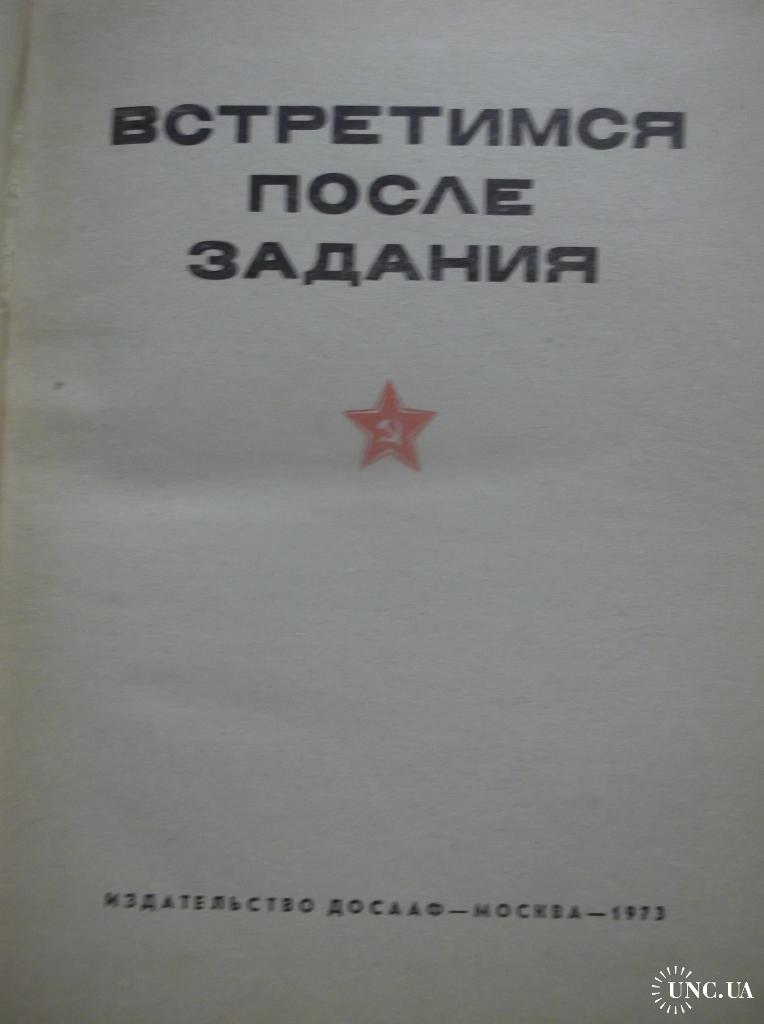 ВСТРЕТИМСЯ
ПОСЛЕ
ЗАДАНИЯ
ИЗДАТЕЛЬСТВО ДОСААФ—МОСКВА—1973
UNC.UA